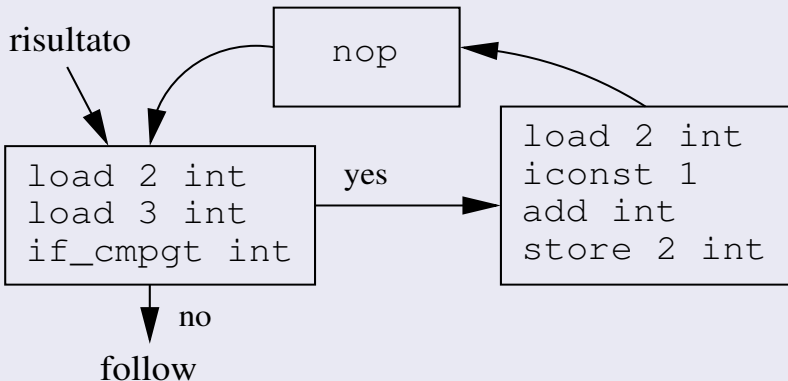 risultato
nop
load 2 int
load 3 int
if_cmpgt int
yes
load 2 int
iconst 1
add int
store 2 int
no
follow